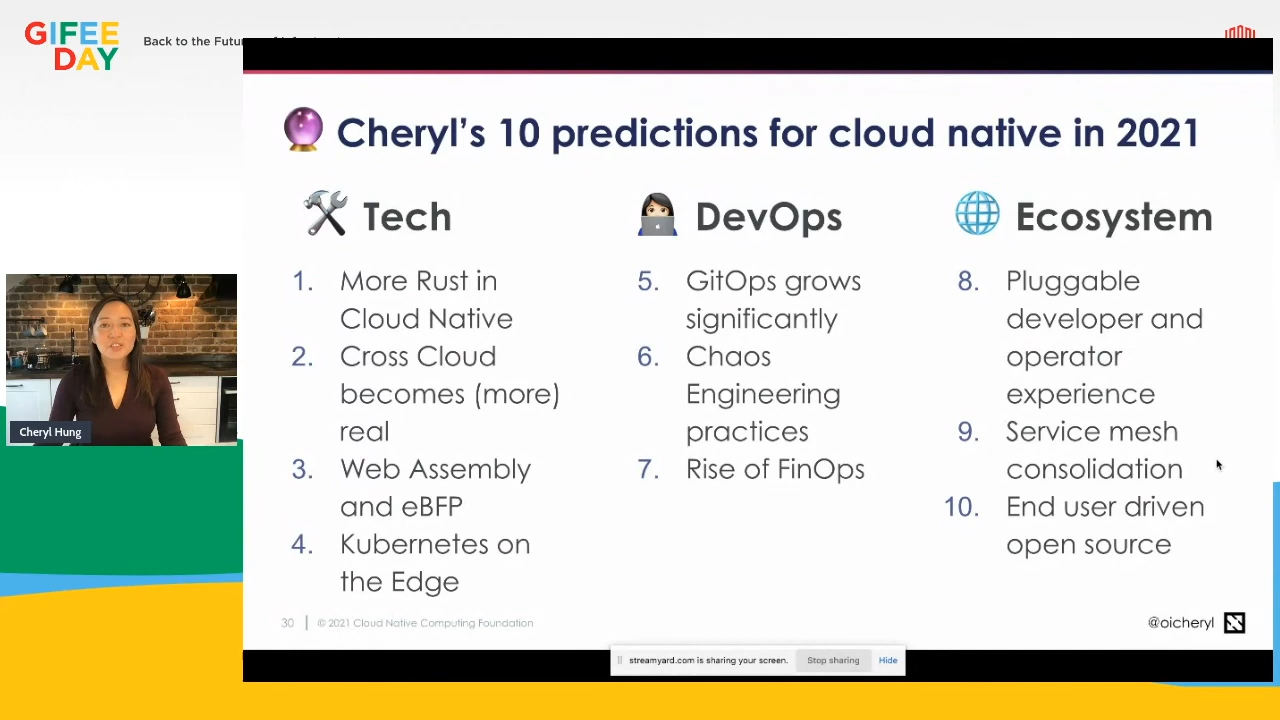 GIFEE
DAY
Back to the Futu
Cheryl's 10 predictions for cloud native in 2021
Tech
1. More Rust in
Cloud Native
2. Cross Cloud
becomes (more)
real
3. Web Assembly
and eBFP
4. Kubernetes on
the Edge
DevOps
5. GitOps grows
significantly
6. Chaos
Engineering
practices
7. Rise of FinOps
Ecosystem
8. Pluggable
developer and
operator
experience
9. Service mesh
consolidation
10. End user driven
open source
Cheryl Hung
30 | © 2021 Cloud Native Computing Foundation
@oicheryl
streamyard.com is sharing your screen. Stop sharing Hide